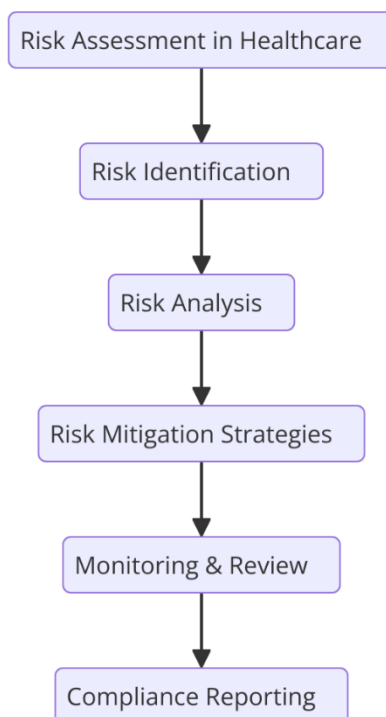 Risk Assessment in Healthcare
Risk Identification
Risk Analysis
Risk Mitigation Strategies
Monitoring & Review
Compliance Reporting